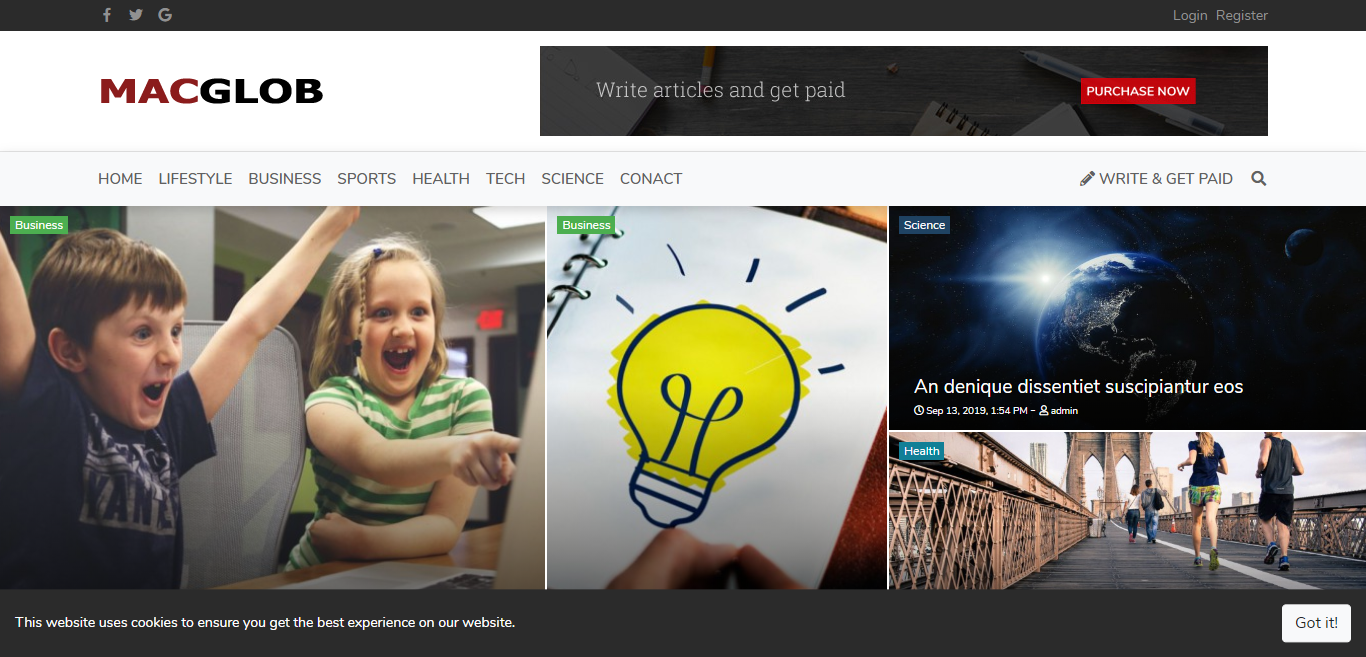 Login Register
MACGLOB
Write articles and get paid
PURCHASE NOW
HOME LIFESTYLE BUSINESS SPORTS HEALTH TECH SCIENCE CONACT
WRITE & GET PAID
Business
Business
Science
An denique dissentiet suscipiantur eos
Sep 13, 2019, 1:54 PM – admin
Health
This website uses cookies to ensure you get the best experience on our website.
Got it!